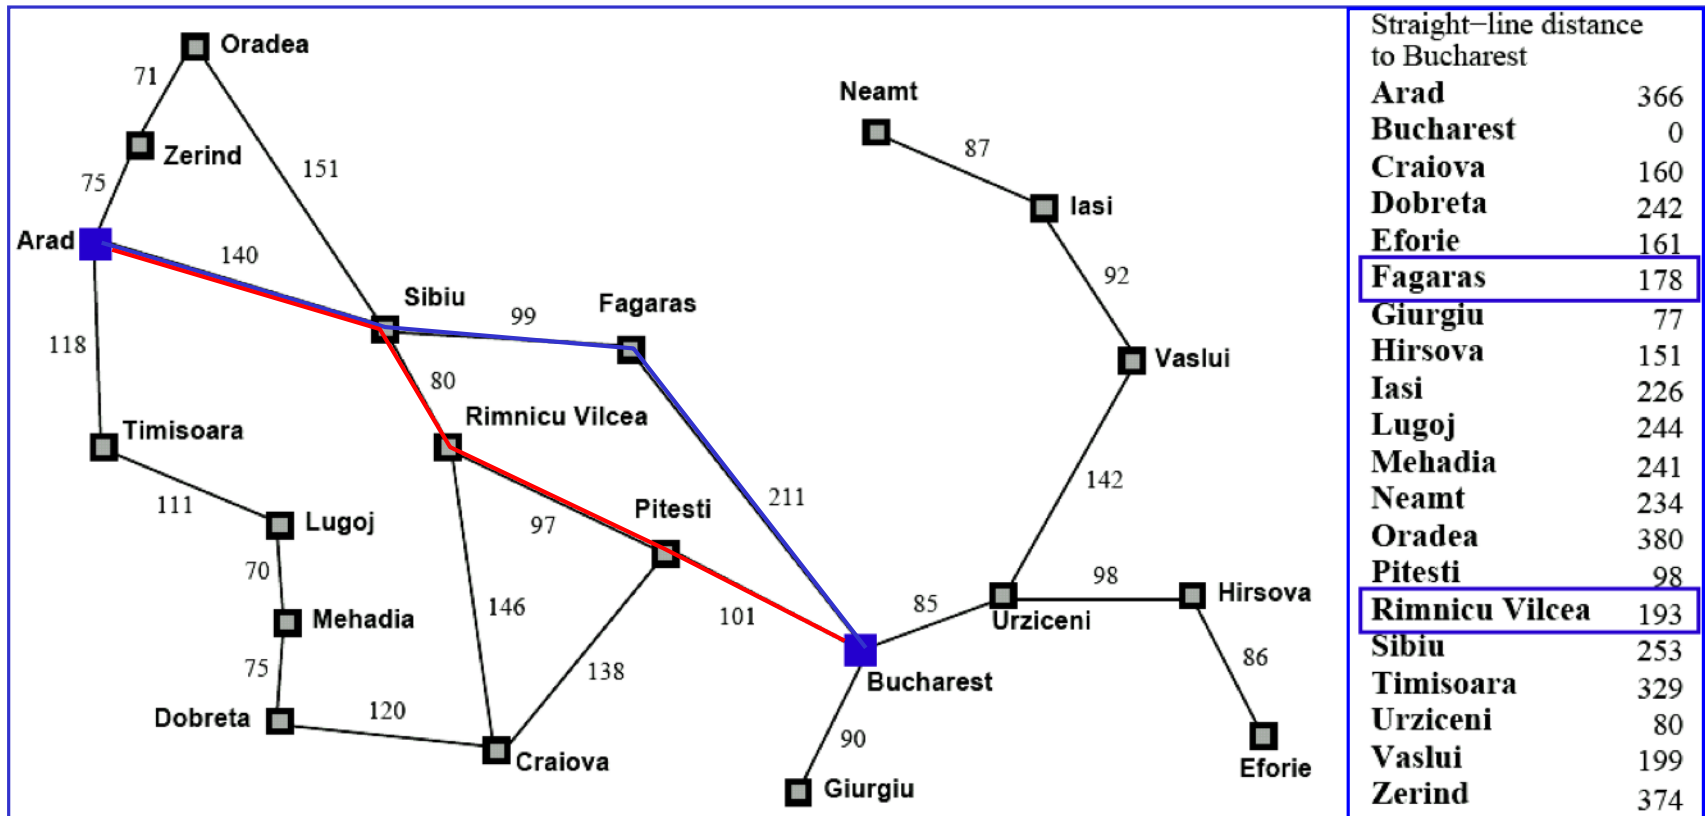 Oradea
71
Neamt
Zerind
87
151
75
Iasi
Arad
140
92
Sibiu
Fagaras
99
118
Vaslui
80
Rimnicu Vilcea
Timisoara
142
111
211
Pitesti
Lugoj
97
70
98
Hirsova
146
85
101
Urziceni
Mehadia
86
75
138
Bucharest
Dobreta
120
90
Craiova
Eforie
Giurgiu
Straight−line distance
to Bucharest
Arad 366
Bucharest 0
Craiova 160
Dobreta 242
Eforie 161
Fagaras 178
Giurgiu 77
Hirsova 151
Iasi 226
Lugoj 244
Mehadia 241
Neamt 234
Oradea 380
Pitesti 98
Rimnicu Vilcea 193
Sibiu 253
Timisoara 329
Urziceni 80
Vaslui 199
Zerind 374